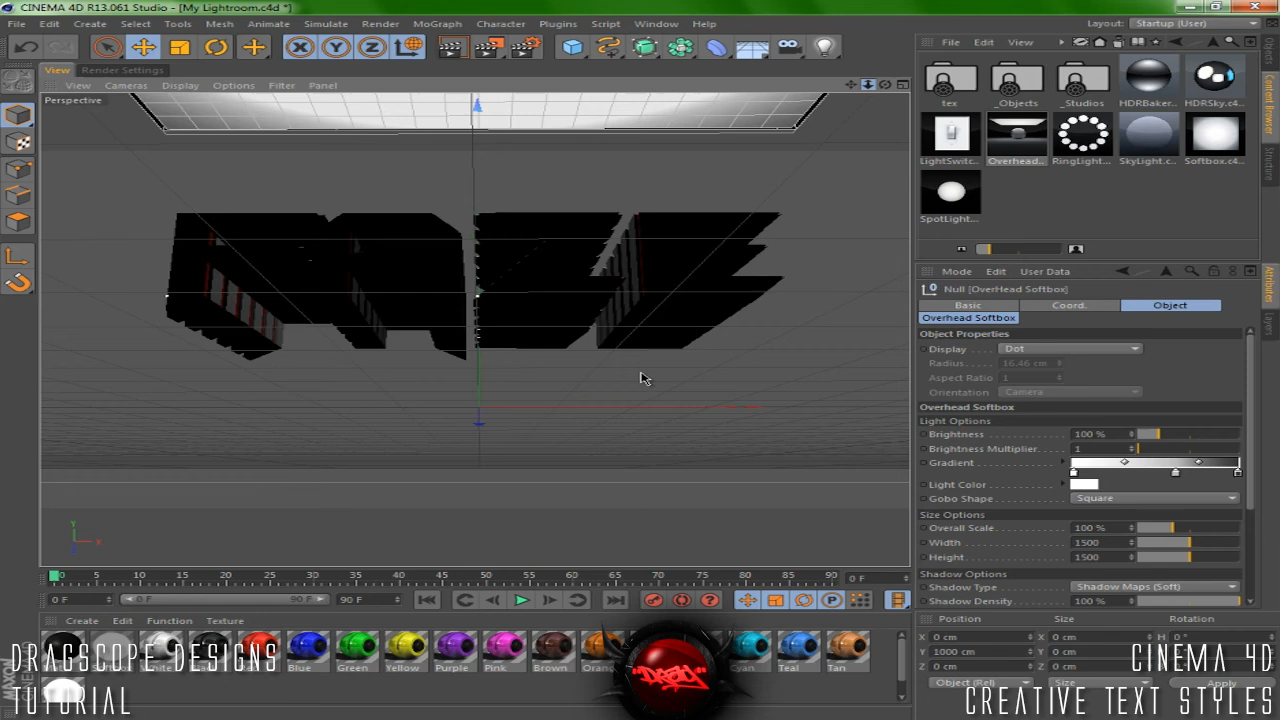 CINEMA 4D R13.061 Studio - [My Lightroom.c4d *]
File Edit Create Select Tools Mesh Animate Simulate Render MoGraph Character Plugins Script Window Help Layout: Startup (User)
File Edit View
View Render Settings
View Cameras Display Options Filter Panel
Perspective
tex _Objects _Studios HDRBaker... HDRSky.c4...
LightSwitc... Overhead... RingLight... SkyLight.c... Softbox.c4...
SpotLight...
Objects
Content Browser
Structure
Attributes
Layers
Mode Edit User Data
Null [OverHead Softbox]
Basic Coord. Object
Overhead Softbox
Object Properties
Display Dot
Radius 16.46 cm
Aspect Ratio 1
Orientation Camera
Overhead Softbox
Light Options
Brightness 100 %
Brightness Multiplier 1
Gradient
Light Color
Gobo Shape Square
Size Options
Overall Scale 100 %
Width 1500
Height 1500
Shadow Options
Shadow Type Shadow Maps (Soft)
Shadow Density 100 %
Y
X
0 5 10 15 20 25 30 35 40 45 50 55 60 65 70 75 80 85 90 0 F
0 F 0 F 90 F 90 F
Create Edit Function Texture
Position Size Rotation
X 0 cm X 0 cm H 0 °
Y 1000 cm Y 0 cm
Z 0 cm Z 0 cm
Object (Rel) Size Apply
Blue Green Yellow Purple Pink Brown Cyan Teal Tan
DRAGSCOPE DESIGNS
TUTORIAL
CINEMA 4D
CREATIVE TEXT STYLES
MAXON